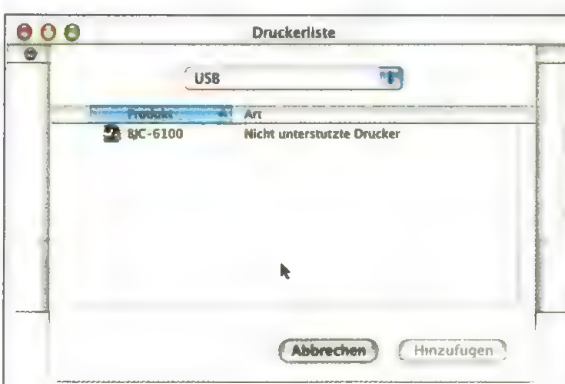 Druckerliste
USB
Produkt Art
BJC-6100 Nicht unterstutzte Drucker
Abbrechen Hinzufugen